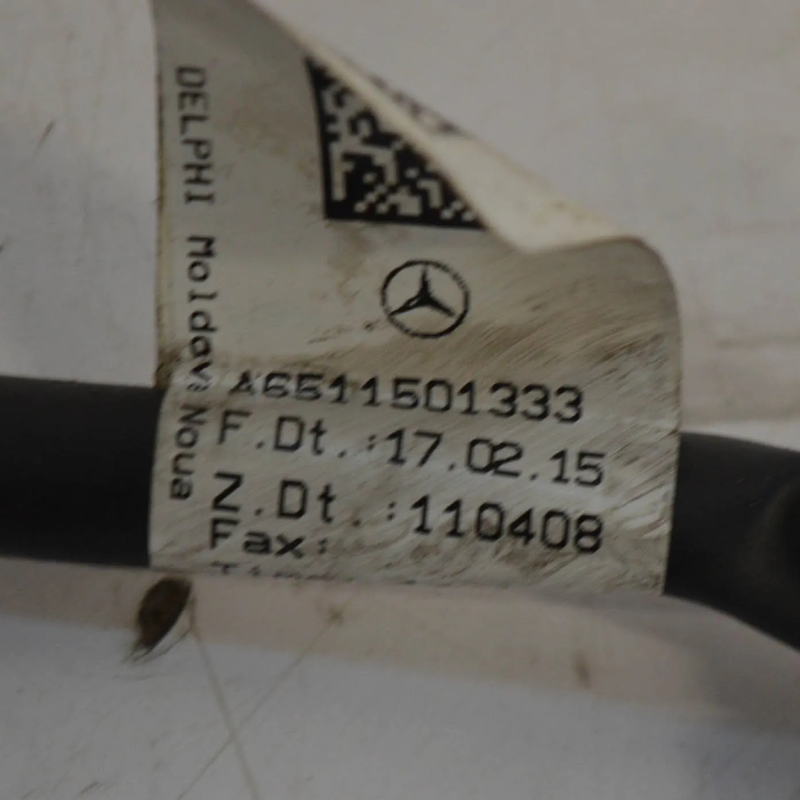 DELPHI Moldova Noua
A6511501333
F.Dt.:17.02.15
Z.Dt.:110408
Fax: